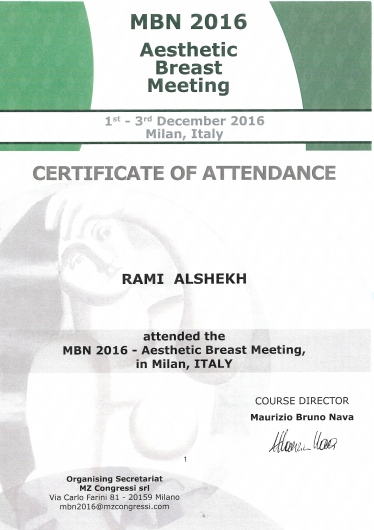 MBN 2016
Aesthetic
Breast
Meeting
1st - 3rd December 2016
Milan, Italy
CERTIFICATE OF ATTENDANCE
RAMI ALSHEKH
attended the
MBN 2016 - Aesthetic Breast Meeting,
in Milan, ITALY
COURSE DIRECTOR
Maurizio Bruno Nava
1
Organising Secretariat
MZ Congressi srl
Via Carlo Farini 81 - 20159 Milano
mbn2016@mzcongressi.com